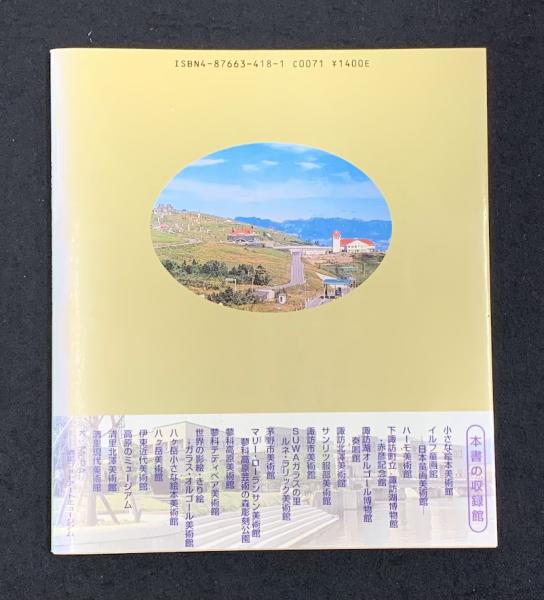 ISBN4-87663-418-1 C0071 ¥1400E
本書の収録館
小さな絵本美術館
イルフ童画館
・日本童画美術館
ハーモ美術館
下諏訪町立・諏訪湖博物館
・赤彦記念館
諏訪湖オルゴール博物館
奏鳴館
諏訪北澤美術館
サンリツ服部美術館
諏訪市美術館
SUWAガラスの里
ルネ・ラリック美術館
茅野市美術館
マリー・ローランサン美術館
蓼科高原芸術の森彫刻公園
蓼科高原美術館
蓼科テディベア美術館
世界の影絵・きり絵
・ガラス・オルゴール美術館
八ヶ岳小さな絵本美術館
八ヶ岳美術館
伊東近代美術館
高原のミュージアム
清里北澤美術館
清里現代美術館